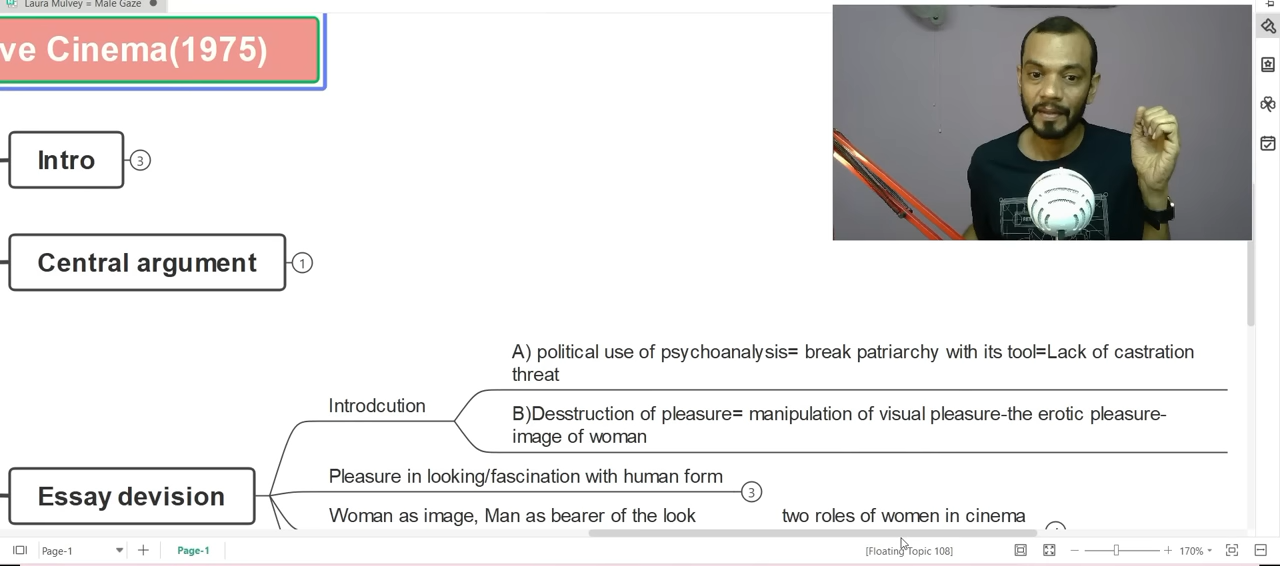 Laura Mulvey = Male Gaze
ve Cinema(1975)
Intro
3
Central argument
1
A) political use of psychoanalysis= break patriarchy with its tool=Lack of castration
threat
Introdcution
B)Desstruction of pleasure= manipulation of visual pleasure-the erotic pleasure-
image of woman
Pleasure in looking/fascination with human form
3
Essay devision
Woman as image, Man as bearer of the look
two roles of women in cinema
Page-1
Page-1
[Floating Topic 108]
170%